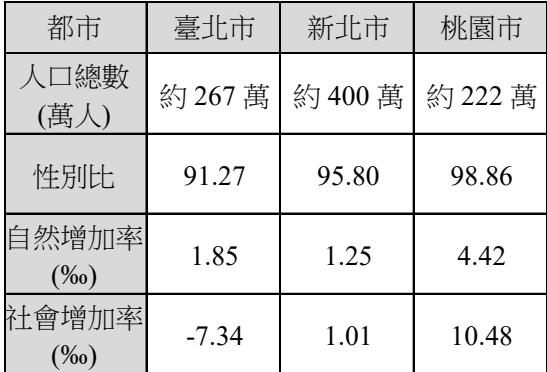 都市 臺北市 新北市 桃園市
人口總數
(萬人) 約 267 萬 約 400 萬 約 222 萬
性別比 91.27 95.80 98.86
自然增加率
(‰) 1.85 1.25 4.42
社會增加率
(‰) -7.34 1.01 10.48